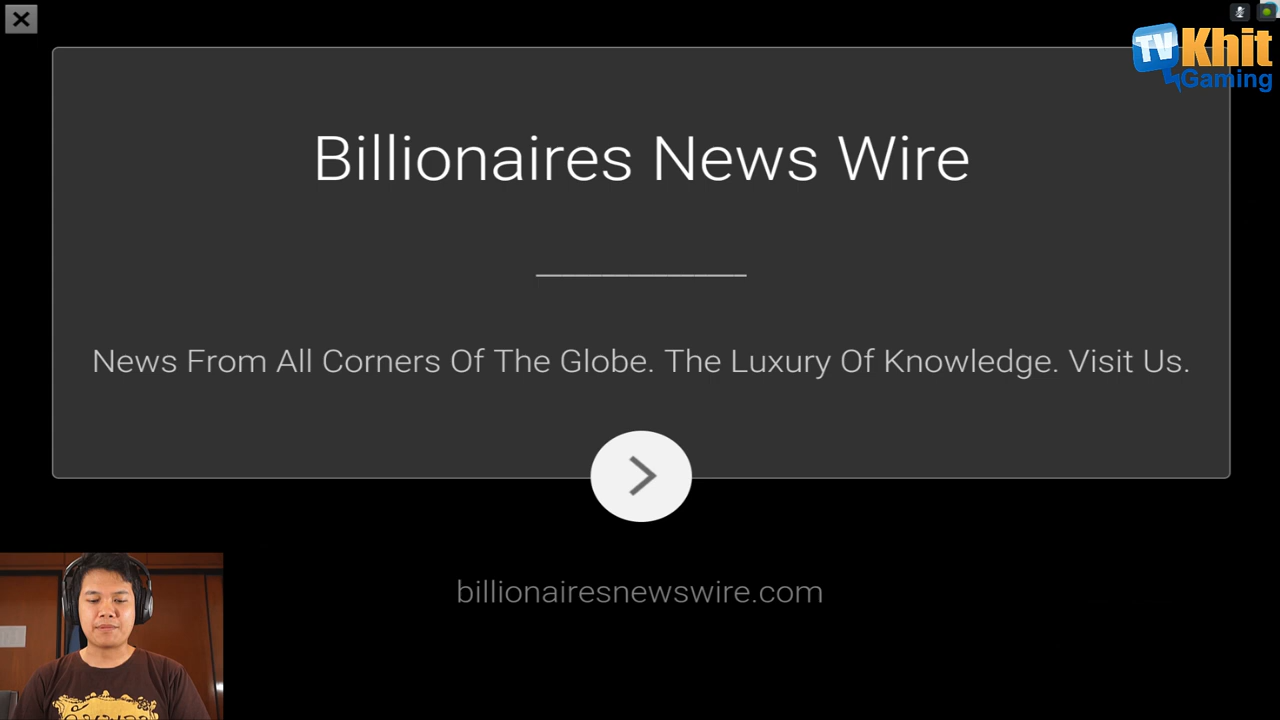 TV Khit
Gaming
Billionaires News Wire
News From All Corners Of The Globe. The Luxury Of Knowledge. Visit Us.
billionairesnewswire.com